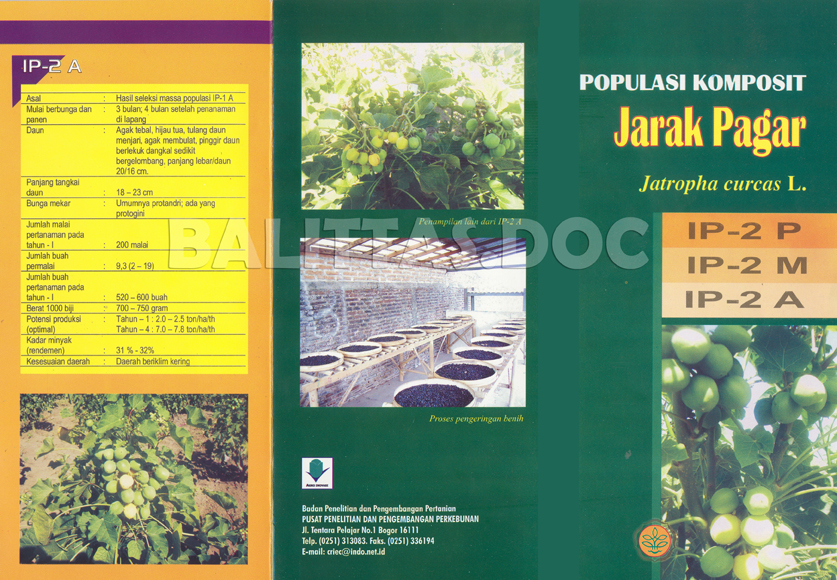 IP-2 A
Asal : Hasil seleksi massa populasi IP-1 A
Mulai berbunga dan : 3 bulan; 4 bulan setelah penanaman
panen di lapang
Daun : Agak tebal, hijau tua, tulang daun
menjari, agak membulat, pinggir daun
berlekuk dangkal sedikit
bergelombang, panjang lebar/daun
20/16 cm.
Panjang tangkai
daun : 18 – 23 cm
Bunga mekar : Umumnya protandri; ada yang
protogini
Jumlah malai
pertanaman pada
tahun - I : 200 malai
Jumlah buah
permalai : 9,3 (2 – 19)
Jumlah buah
pertanaman pada
tahun - I : 520 – 600 buah
Berat 1000 biji : 700 – 750 gram
Potensi produksi : Tahun – 1 : 2.0 – 2.5 ton/ha/th
(optimal) Tahun – 4 : 7.0 – 7.8 ton/ha/th
Kadar minyak
(rendemen) : 31 % - 32%
Kesesuaian daerah : Daerah beriklim kering
Penampilan lain dari IP-2 A
BALITTAS.DOC
Proses pengeringan benih
Badan Penelitian dan Pengembangan Pertanian
PUSAT PENELITIAN DAN PENGEMBANGAN PERKEBUNAN
Jl. Tentara Pelajar No.1 Bogor 16111
Telp. (0251) 313083. Faks. (0251) 336194
E-mail: criec@indo.net.id
POPULASI KOMPOSIT
Jarak Pagar
Jatropha curcas L.
IP-2 P
IP-2 M
IP-2 A